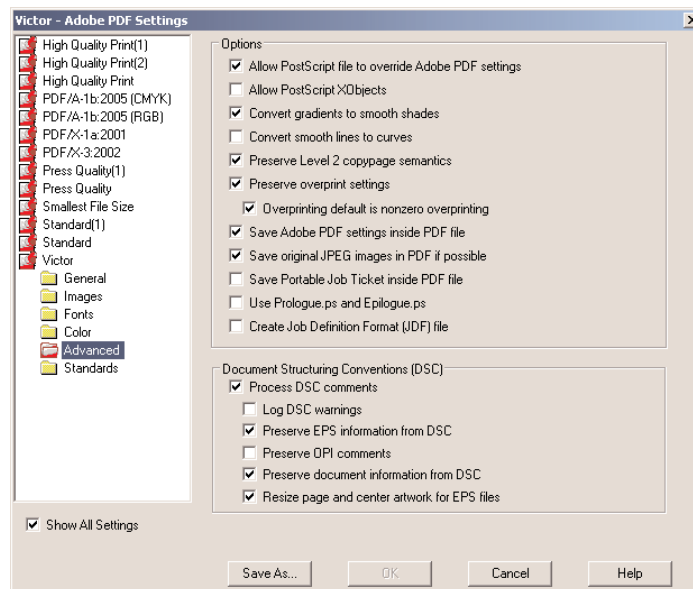 Victor - Adobe PDF Settings
High Quality Print(1)
High Quality Print(2)
High Quality Print
PDF/A-1b:2005 (CMYK)
PDF/A-1b:2005 (RGB)
PDF/X-1a:2001
PDF/X-3:2002
Press Quality(1)
Press Quality
Smallest File Size
Standard(1)
Standard
Victor
General
Images
Fonts
Color
Advanced
Standards
Show All Settings
Options
Allow PostScript file to override Adobe PDF settings
Allow PostScript XObjects
Convert gradients to smooth shades
Convert smooth lines to curves
Preserve Level 2 copypage semantics
Preserve overprint settings
Overprinting default is nonzero overprinting
Save Adobe PDF settings inside PDF file
Save original JPEG images in PDF if possible
Save Portable Job Ticket inside PDF file
Use Prologue.ps and Epilogue.ps
Create Job Definition Format (JDF) file
Document Structuring Conventions (DSC)
Process DSC comments
Log DSC warnings
Preserve EPS information from DSC
Preserve OPI comments
Preserve document information from DSC
Resize page and center artwork for EPS files
Save As... OK Cancel Help